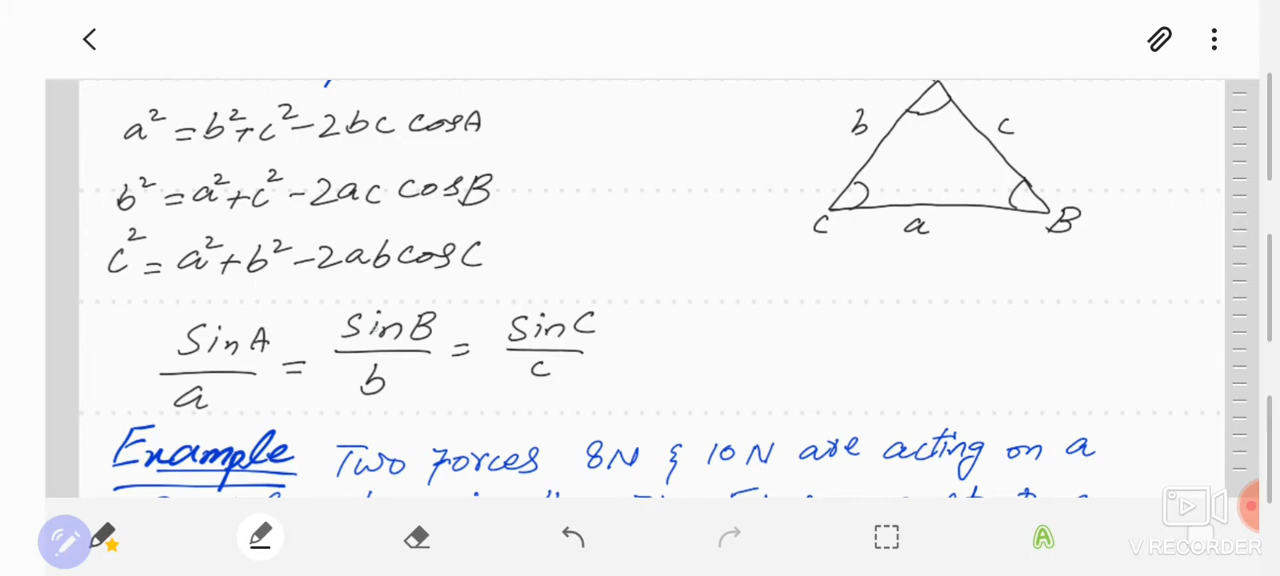 a² = b² + c² - 2bc cosA
b² = a² + c² - 2ac cosB
c² = a² + b² - 2ab cosC
b
c
C
a
B
SinA/a = SinB/b = SinC/c
Example Two Forces 8N & 10N are acting on a
A
V RECORDER